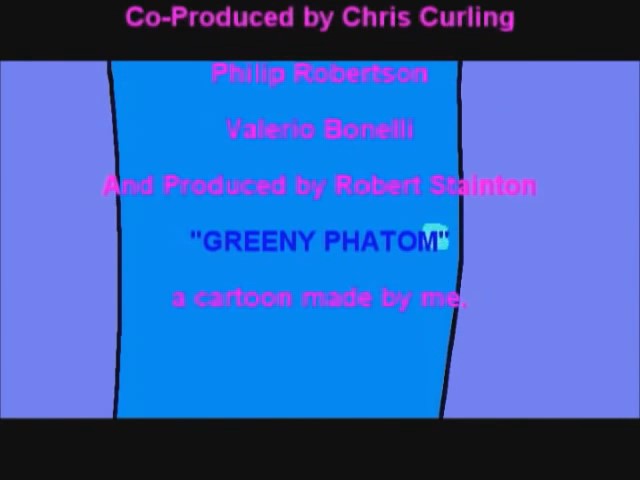 Co-Produced by Chris Curling
Philip Robertson
Valerio Bonelli
And Produced by Robert Stainton
"GREENY PHATOM"
a cartoon made by me.